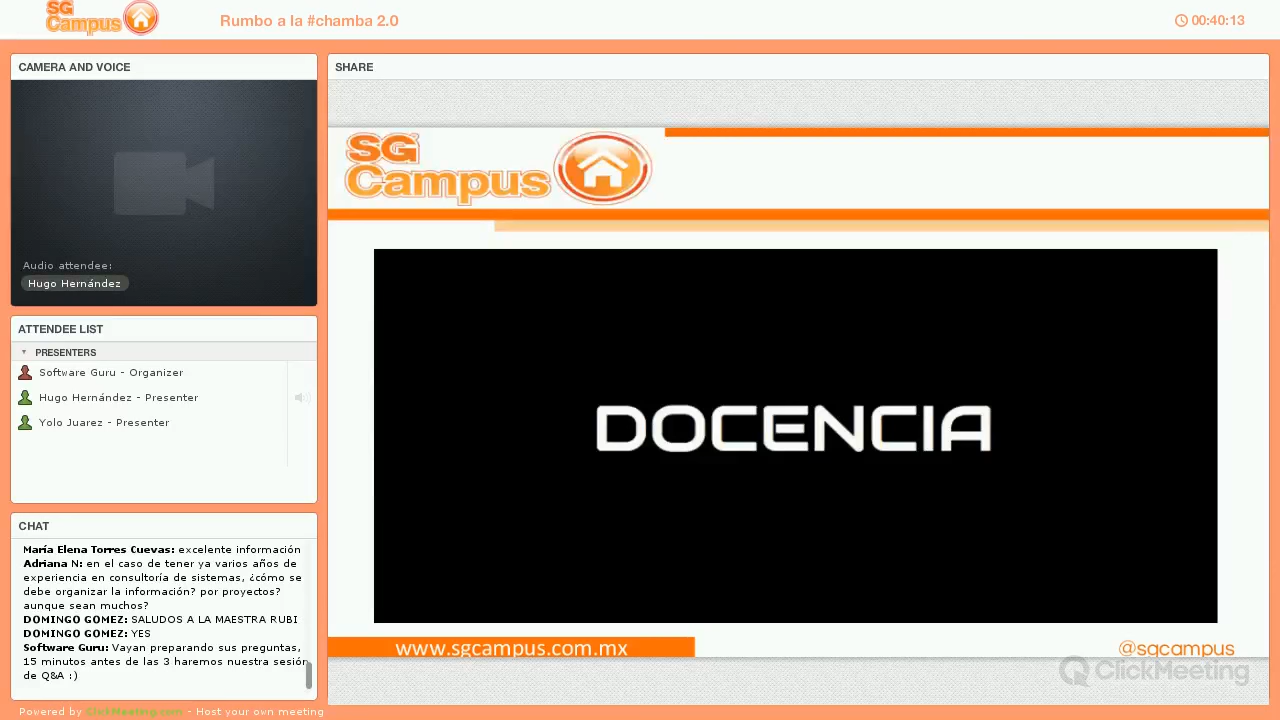 SG
Campus
Rumbo a la #chamba 2.0
00:40:13
CAMERA AND VOICE
Audio attendee:
Hugo Hernández
ATTENDEE LIST
PRESENTERS
Software Guru - Organizer
Hugo Hernández - Presenter
Yolo Juarez - Presenter
CHAT
María Elena Torres Cuevas: excelente información
Adriana N: en el caso de tener ya varios años de
experiencia en consultoría de sistemas, ¿cómo se
debe organizar la información? por proyectos?
aunque sean muchos?
DOMINGO GOMEZ: SALUDOS A LA MAESTRA RUBI
DOMINGO GOMEZ: YES
Software Guru: Vayan preparando sus preguntas,
15 minutos antes de las 3 haremos nuestra sesión
de Q&A :)
Powered by ClickMeeting.com - Host your own meeting
SHARE
SG
Campus
DOCENCIA
www.sgcampus.com.mx
@sgcampus
ClickMeeting